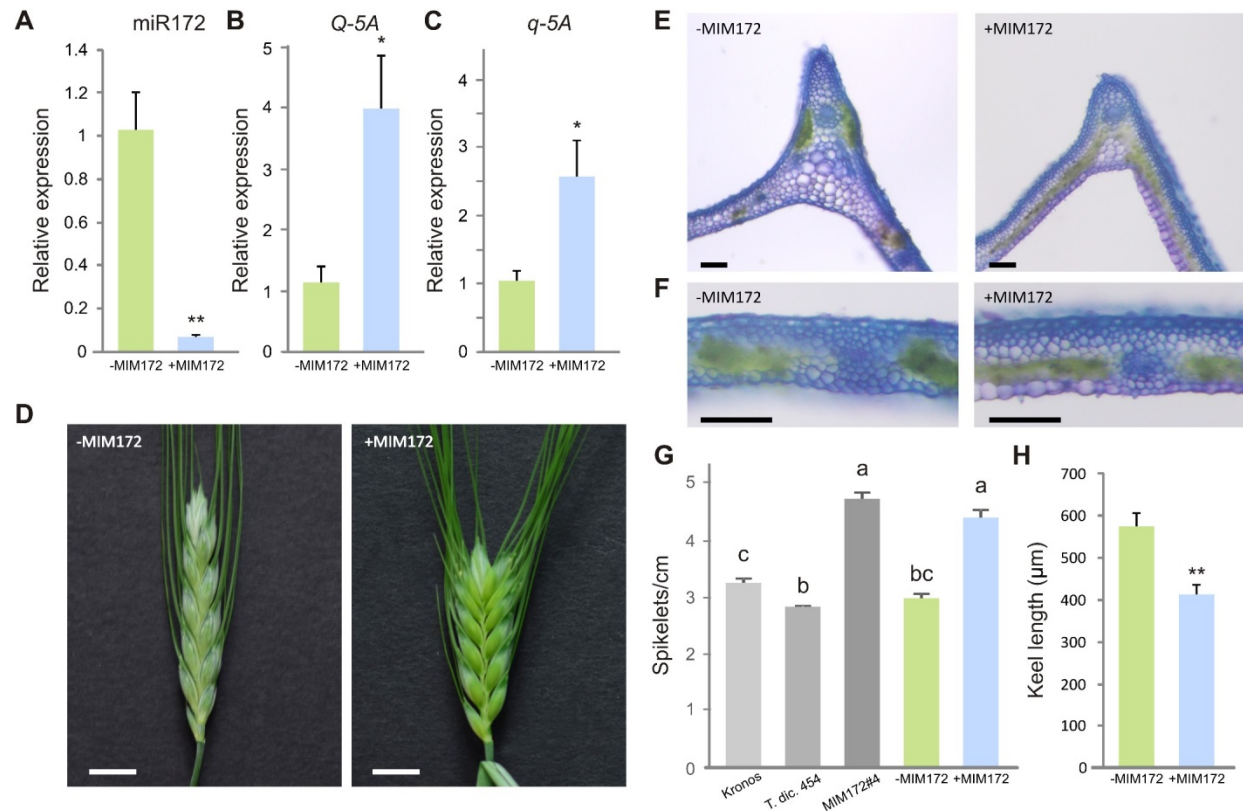 A
miR172
Relative expression
1.4
1.2
1
0.8
0.6
0.4
0.2
0
**
-MIM172 +MIM172
B
Q-5A
Relative expression
5
4
3
2
1
0
*
-MIM172 +MIM172
C
q-5A
Relative expression
4
3
2
1
0
*
-MIM172 +MIM172
D
-MIM172
+MIM172
E
-MIM172
+MIM172
F
-MIM172
+MIM172
G
Spikelets/cm
5
4
3
2
1
0
c
b
a
bc
a
Kronos
T. dic. 454
MIM172#4
-MIM172 +MIM172
H
Keel length (µm)
700
600
500
400
300
200
100
0
**
-MIM172 +MIM172